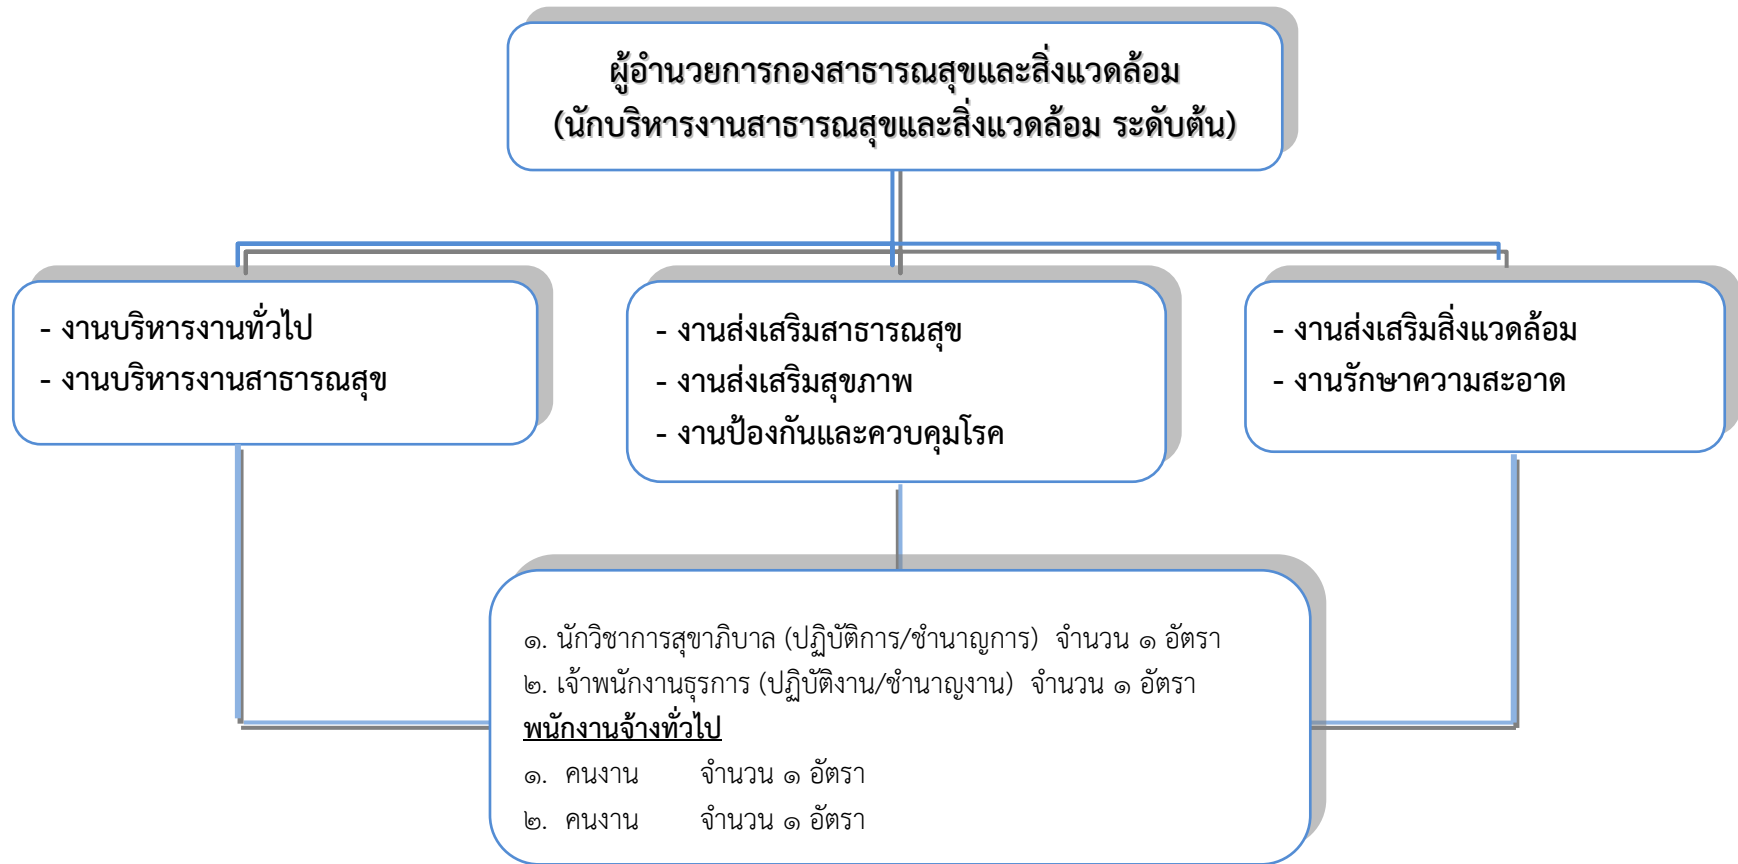 ผู้อำนวยการกองสาธารณสุขและสิ่งแวดล้อม
(นักบริหารงานสาธารณสุขและสิ่งแวดล้อม ระดับต้น)
- งานบริหารงานทั่วไป
- งานบริหารงานสาธารณสุข
- งานส่งเสริมสาธารณสุข
- งานส่งเสริมสุขภาพ
- งานป้องกันและควบคุมโรค
- งานส่งเสริมสิ่งแวดล้อม
- งานรักษาความสะอาด
๑. นักวิชาการสุขาภิบาล (ปฏิบัติการ/ชำนาญการ) จำนวน ๑ อัตรา
๒. เจ้าพนักงานธุรการ (ปฏิบัติงาน/ชำนาญงาน) จำนวน ๑ อัตรา
พนักงานจ้างทั่วไป
๑. คนงาน จำนวน ๑ อัตรา
๒. คนงาน จำนวน ๑ อัตรา